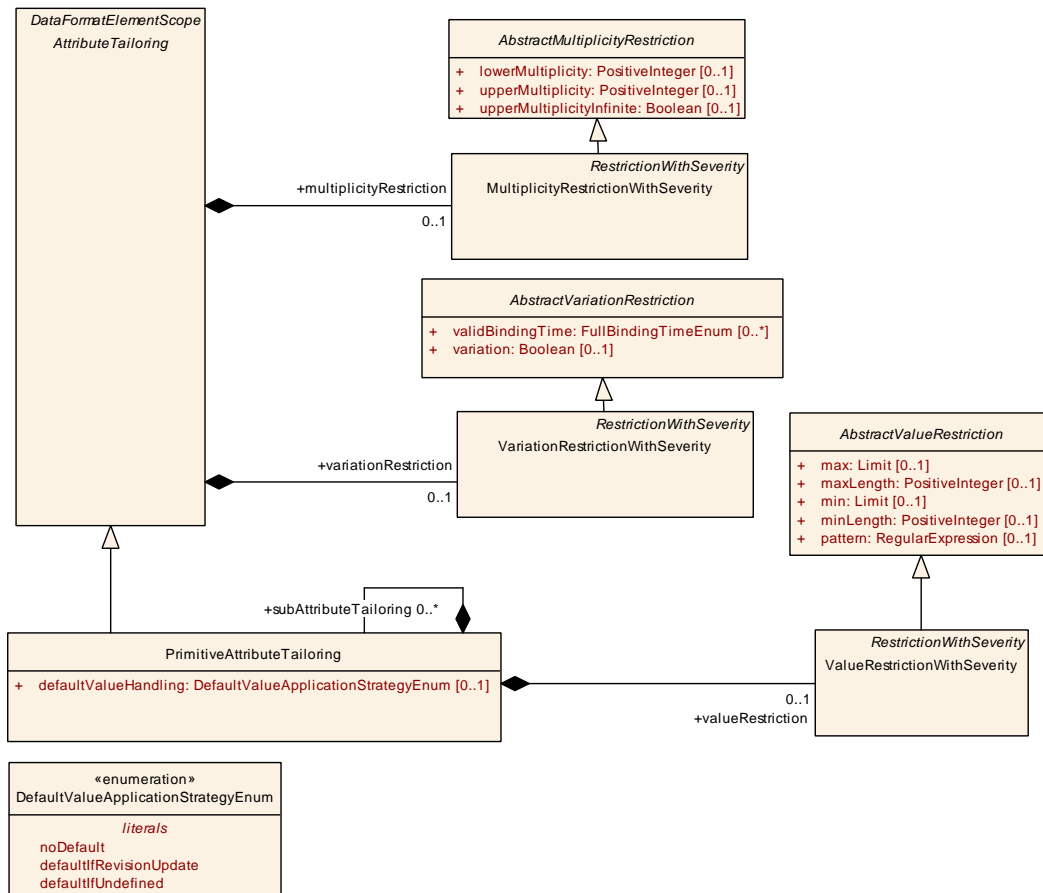 DataFormatElementScope
AttributeTailoring
AbstractMultiplicityRestriction
+ lowerMultiplicity: PositiveInteger [0..1]
+ upperMultiplicity: PositiveInteger [0..1]
+ upperMultiplicityInfinite: Boolean [0..1]
RestrictionWithSeverity
MultiplicityRestrictionWithSeverity
+multiplicityRestriction
0..1
AbstractVariationRestriction
+ validBindingTime: FullBindingTimeEnum [0..*]
+ variation: Boolean [0..1]
RestrictionWithSeverity
VariationRestrictionWithSeverity
+variationRestriction
0..1
AbstractValueRestriction
+ max: Limit [0..1]
+ maxLength: PositiveInteger [0..1]
+ min: Limit [0..1]
+ minLength: PositiveInteger [0..1]
+ pattern: RegularExpression [0..1]
+subAttributeTailoring 0..*
PrimitiveAttributeTailoring
+ defaultValueHandling: DefaultValueApplicationStrategyEnum [0..1]
RestrictionWithSeverity
ValueRestrictionWithSeverity
0..1
+valueRestriction
«enumeration»
DefaultValueApplicationStrategyEnum
literals
noDefault
defaultIfRevisionUpdate
defaultIfUndefined